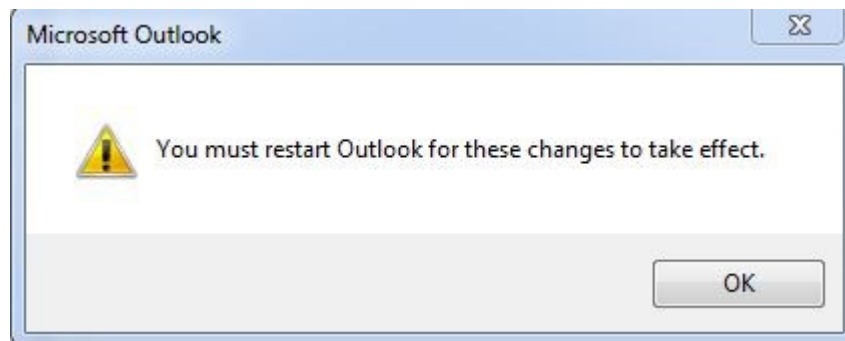 Microsoft Outlook
You must restart Outlook for these changes to take effect.
OK